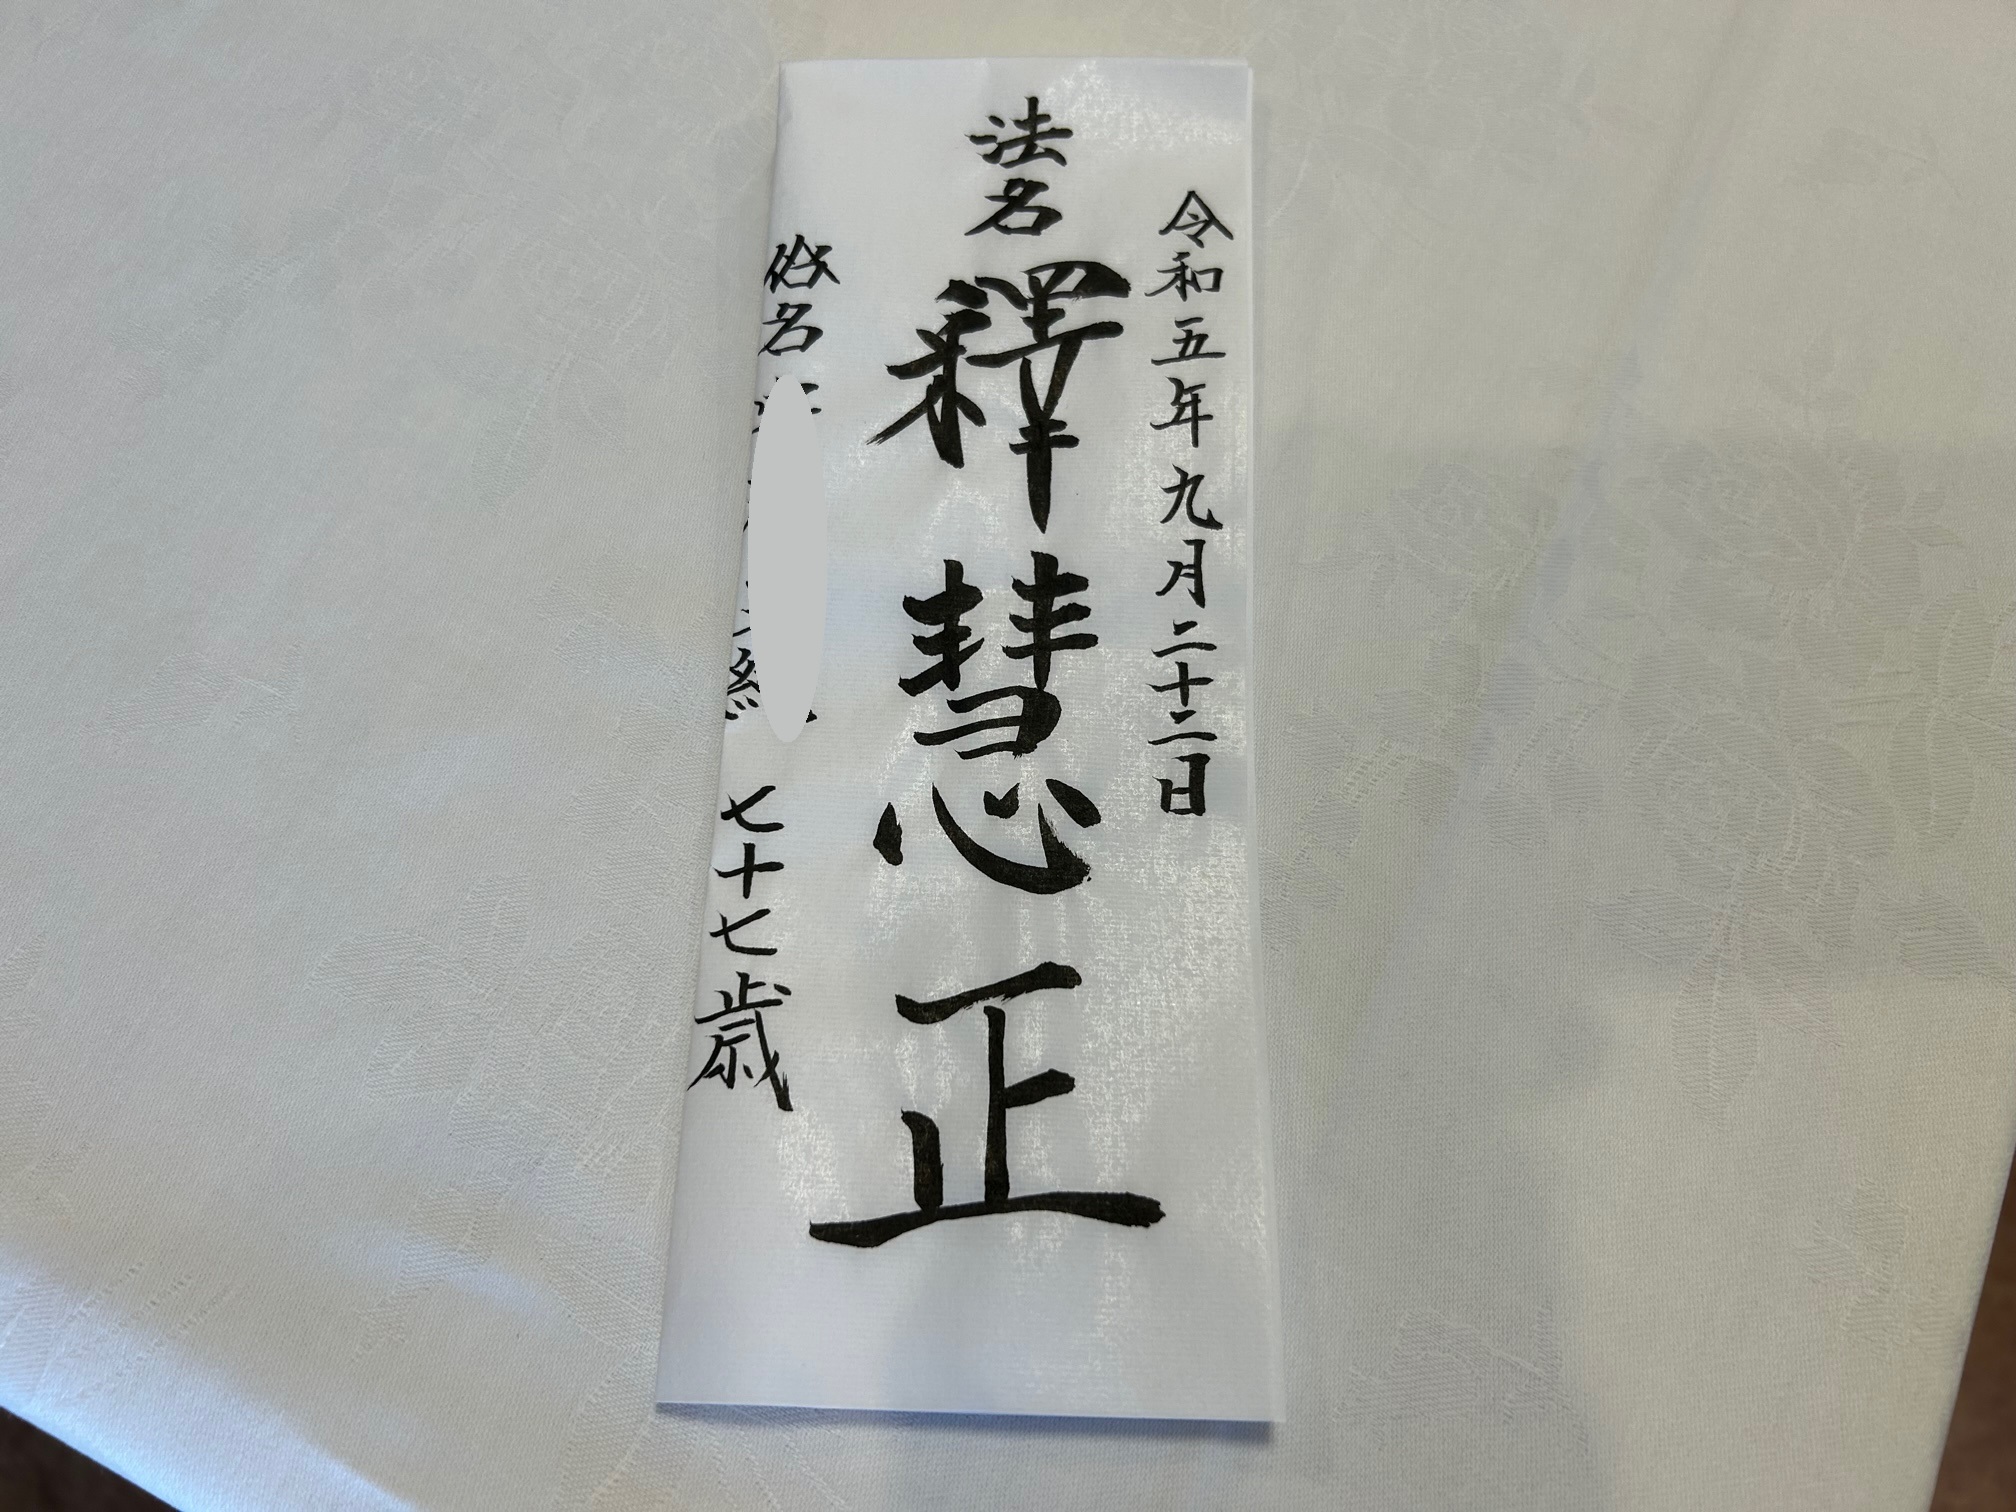 令和五年九月二十二日
法名 釋慧正
俗名 七十七歳